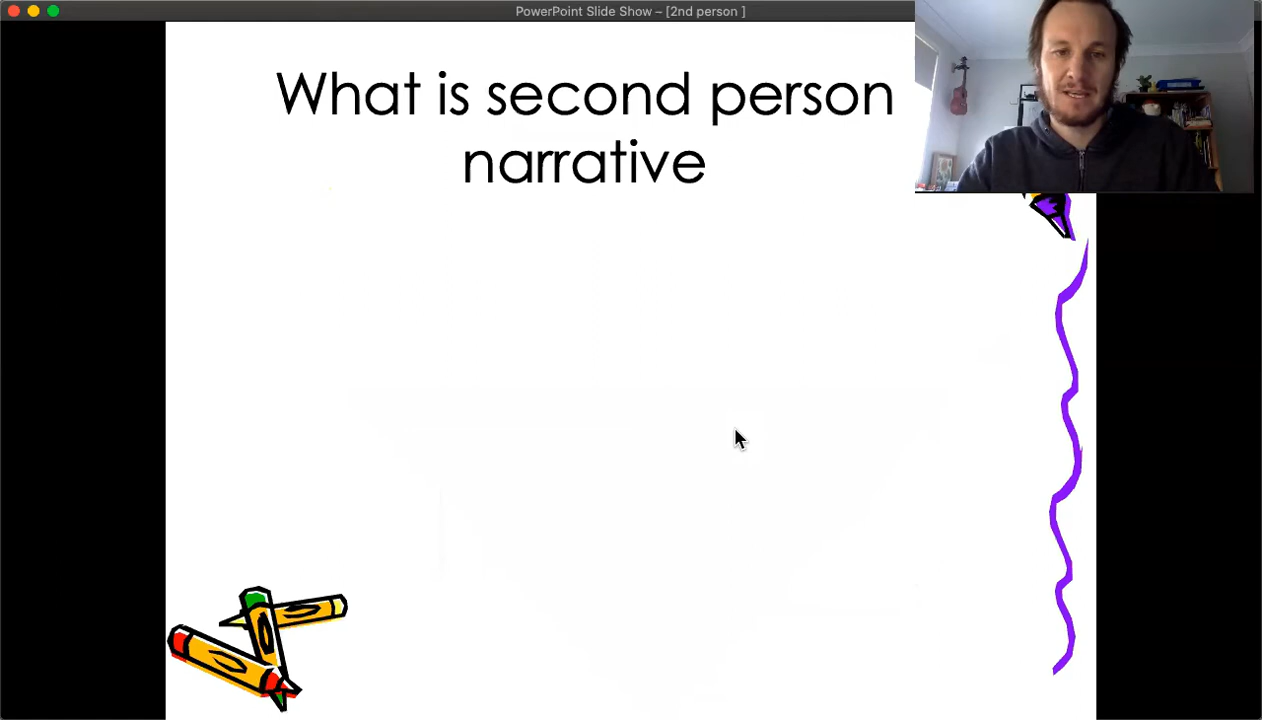 PowerPoint Slide Show – [2nd person ]
What is second person
narrative